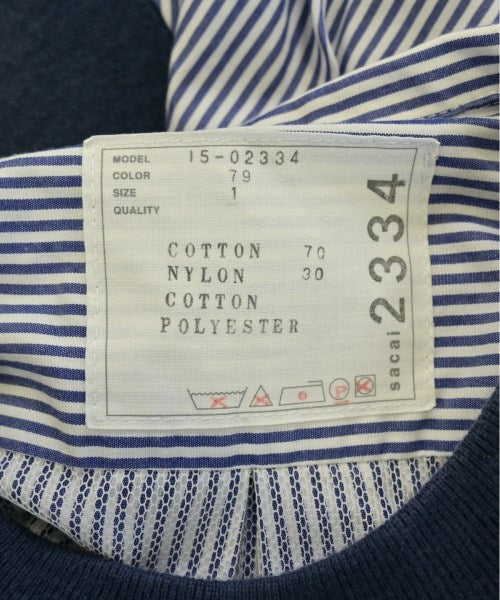 MODEL 15-02334
COLOR 79
SIZE 1
QUALITY
COTTON 70
NYLON 30
COTTON
POLYESTER
sacai 2334
P